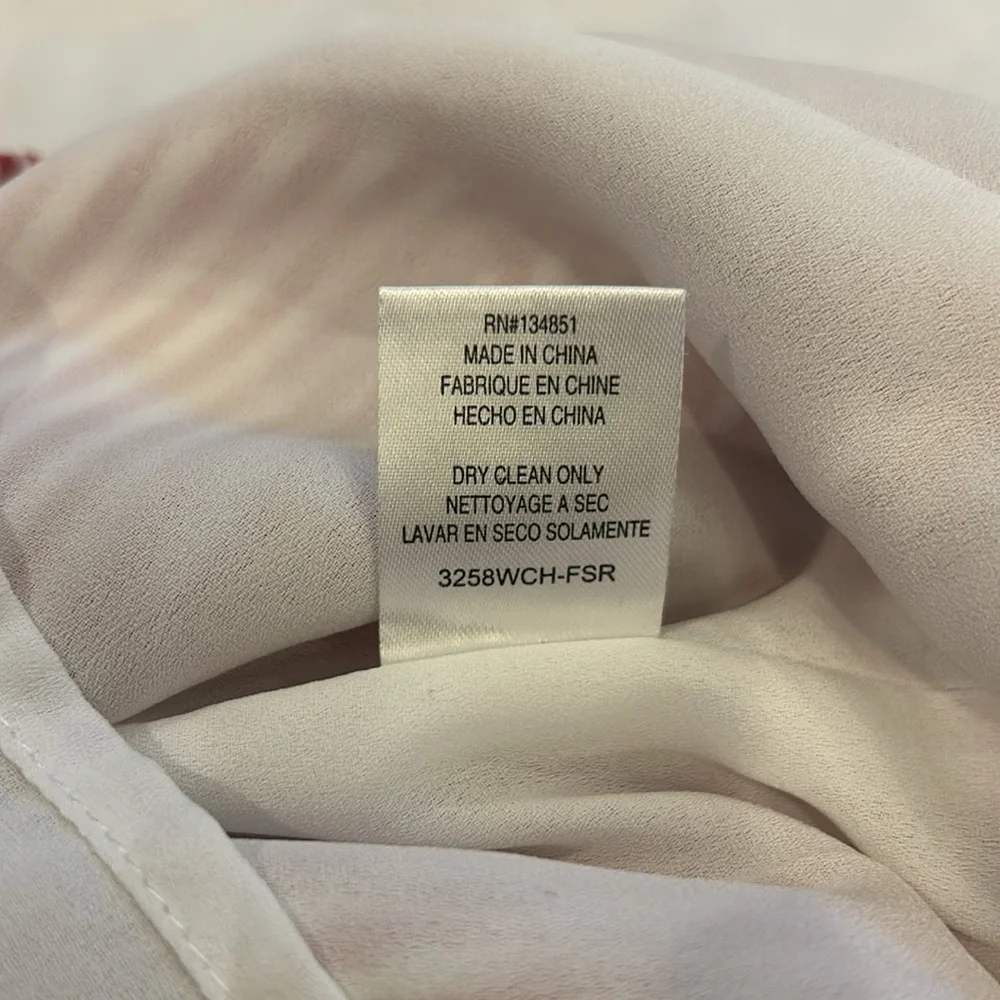 RN#134851
MADE IN CHINA
FABRIQUE EN CHINE
HECHO EN CHINA
DRY CLEAN ONLY
NETTOYAGE A SEC
LAVAR EN SECO SOLAMENTE
3258WCH-FSR